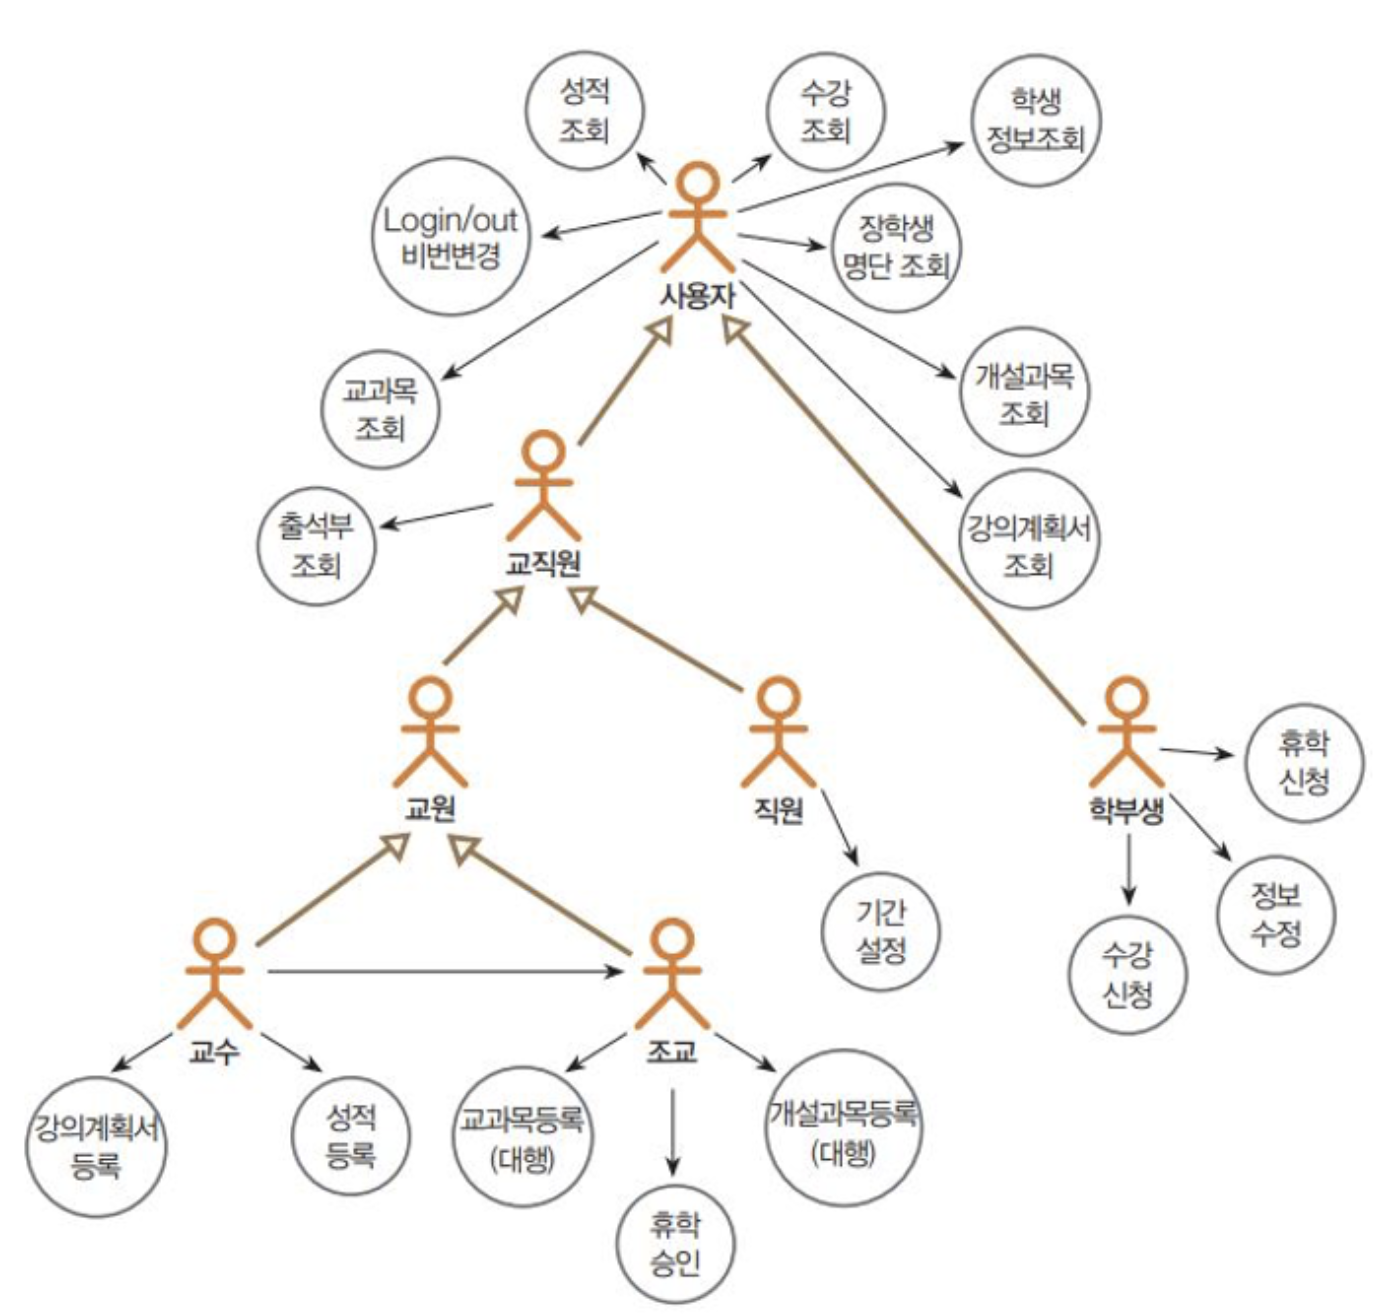 성적
조회
수강
조회
학생
정보조회
Login/out
비번변경
장학생
명단 조회
사용자
교과목
조회
개설과목
조회
출석부
조회
교직원
강의계획서
조회
교원
직원
학부생
휴학
신청
기간
설정
정보
수정
수강
신청
교수
조교
강의계획서
등록
성적
등록
교과목등록
(대행)
개설과목등록
(대행)
휴학
승인